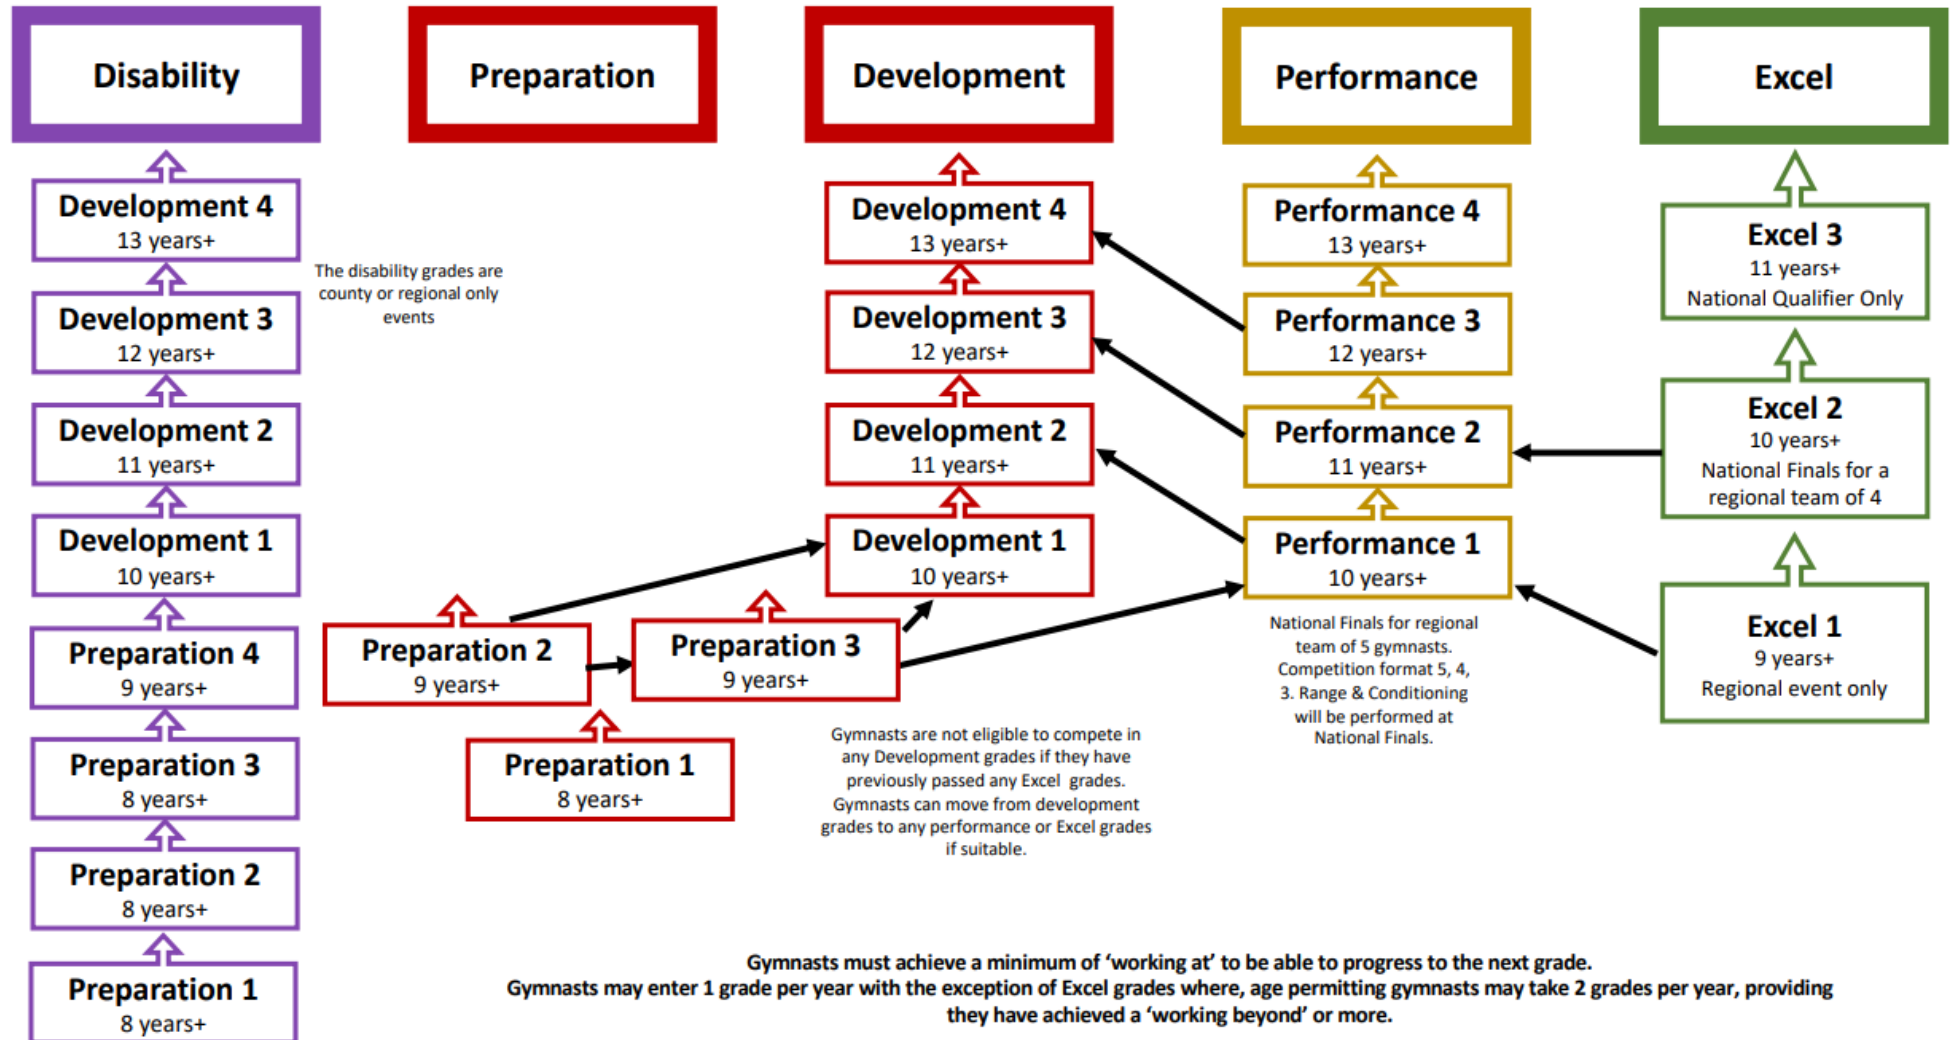 Disability
Preparation
Development
Performance
Excel
Development 4
13 years+
Development 3
12 years+
Development 2
11 years+
Development 1
10 years+
Preparation 4
9 years+
Preparation 3
8 years+
Preparation 2
8 years+
Preparation 1
8 years+
The disability grades are
county or regional only
events
Preparation 2
9 years+
Preparation 3
9 years+
Preparation 1
8 years+
Development 4
13 years+
Development 3
12 years+
Development 2
11 years+
Development 1
10 years+
Gymnasts are not eligible to compete in
any Development grades if they have
previously passed any Excel grades.
Gymnasts can move from development
grades to any performance or Excel grades
if suitable.
Performance 4
13 years+
Performance 3
12 years+
Performance 2
11 years+
Performance 1
10 years+
National Finals for regional
team of 5 gymnasts.
Competition format 5, 4,
3. Range & Conditioning
will be performed at
National Finals.
Excel 3
11 years+
National Qualifier Only
Excel 2
10 years+
National Finals for a
regional team of 4
Excel 1
9 years+
Regional event only
Gymnasts must achieve a minimum of ‘working at’ to be able to progress to the next grade.
Gymnasts may enter 1 grade per year with the exception of Excel grades where, age permitting gymnasts may take 2 grades per year, providing
they have achieved a ‘working beyond’ or more.